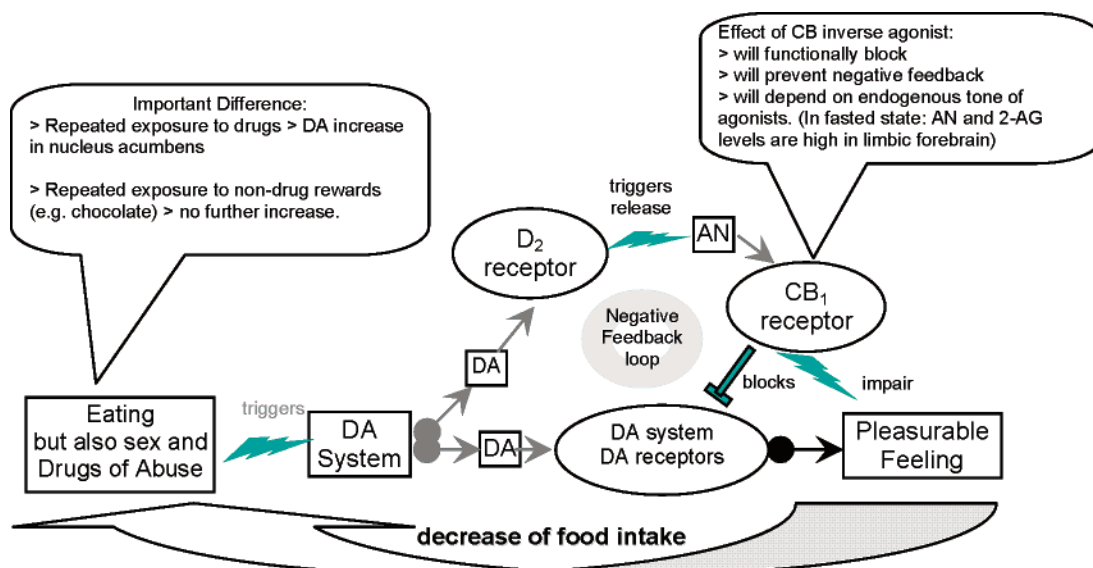 Important Difference:
> Repeated exposure to drugs > DA increase
in nucleus acumbens
> Repeated exposure to non-drug rewards
(e.g. chocolate) > no further increase.
Effect of CB inverse agonist:
> will functionally block
> will prevent negative feedback
> will depend on endogenous tone of
agonists. (In fasted state: AN and 2-AG
levels are high in limbic forebrain)
triggers
release
D₂
receptor
AN
CB₁
receptor
Negative
Feedback
loop
DA
blocks
impair
Eating
but also sex and
Drugs of Abuse
triggers
DA
System
DA
DA system
DA receptors
Pleasurable
Feeling
decrease of food intake